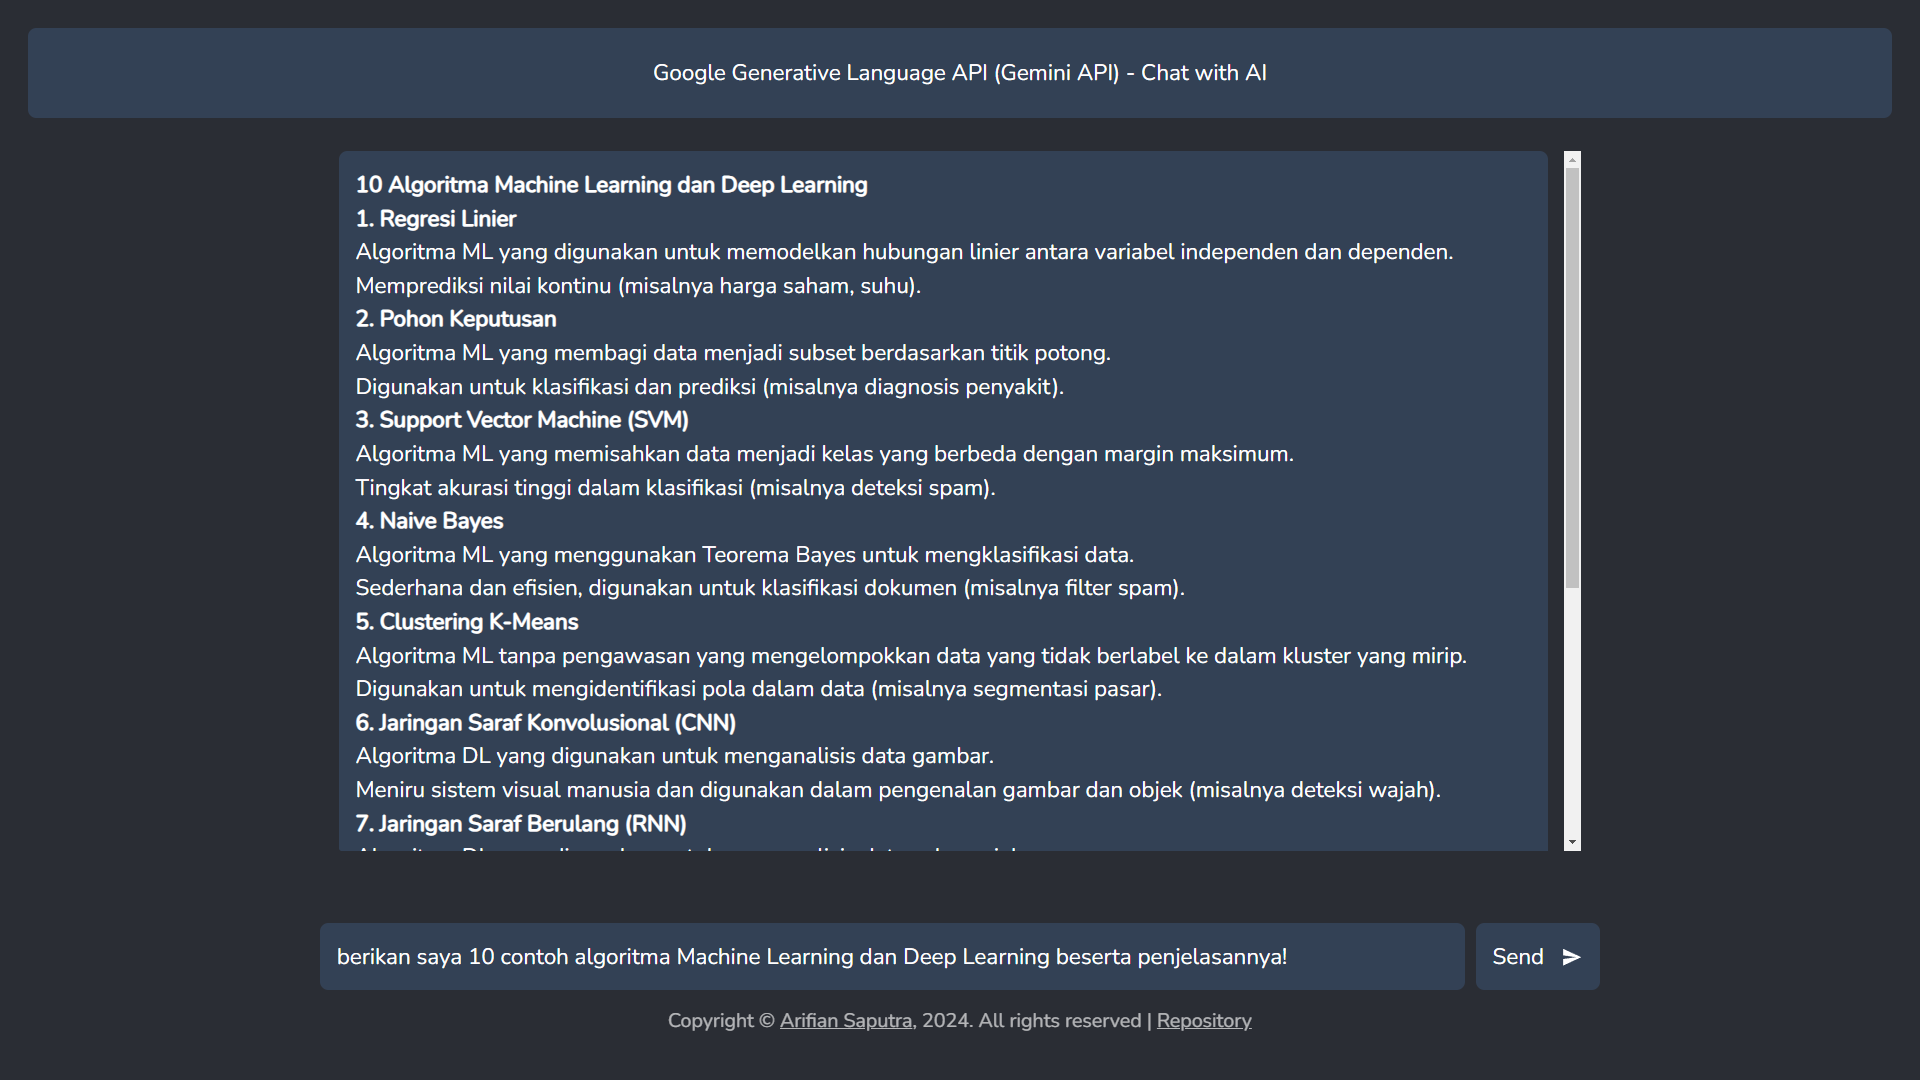 Google Generative Language API (Gemini API) - Chat with AI
10 Algoritma Machine Learning dan Deep Learning
1. Regresi Linier
Algoritma ML yang digunakan untuk memodelkan hubungan linier antara variabel independen dan dependen.
Memprediksi nilai kontinu (misalnya harga saham, suhu).
2. Pohon Keputusan
Algoritma ML yang membagi data menjadi subset berdasarkan titik potong.
Digunakan untuk klasifikasi dan prediksi (misalnya diagnosis penyakit).
3. Support Vector Machine (SVM)
Algoritma ML yang memisahkan data menjadi kelas yang berbeda dengan margin maksimum.
Tingkat akurasi tinggi dalam klasifikasi (misalnya deteksi spam).
4. Naive Bayes
Algoritma ML yang menggunakan Teorema Bayes untuk mengklasifikasi data.
Sederhana dan efisien, digunakan untuk klasifikasi dokumen (misalnya filter spam).
5. Clustering K-Means
Algoritma ML tanpa pengawasan yang mengelompokkan data yang tidak berlabel ke dalam kluster yang mirip.
Digunakan untuk mengidentifikasi pola dalam data (misalnya segmentasi pasar).
6. Jaringan Saraf Konvolusional (CNN)
Algoritma DL yang digunakan untuk menganalisis data gambar.
Meniru sistem visual manusia dan digunakan dalam pengenalan gambar dan objek (misalnya deteksi wajah).
7. Jaringan Saraf Berulang (RNN)
berikan saya 10 contoh algoritma Machine Learning dan Deep Learning beserta penjelasannya!
Send
Copyright © Arifian Saputra, 2024. All rights reserved | Repository